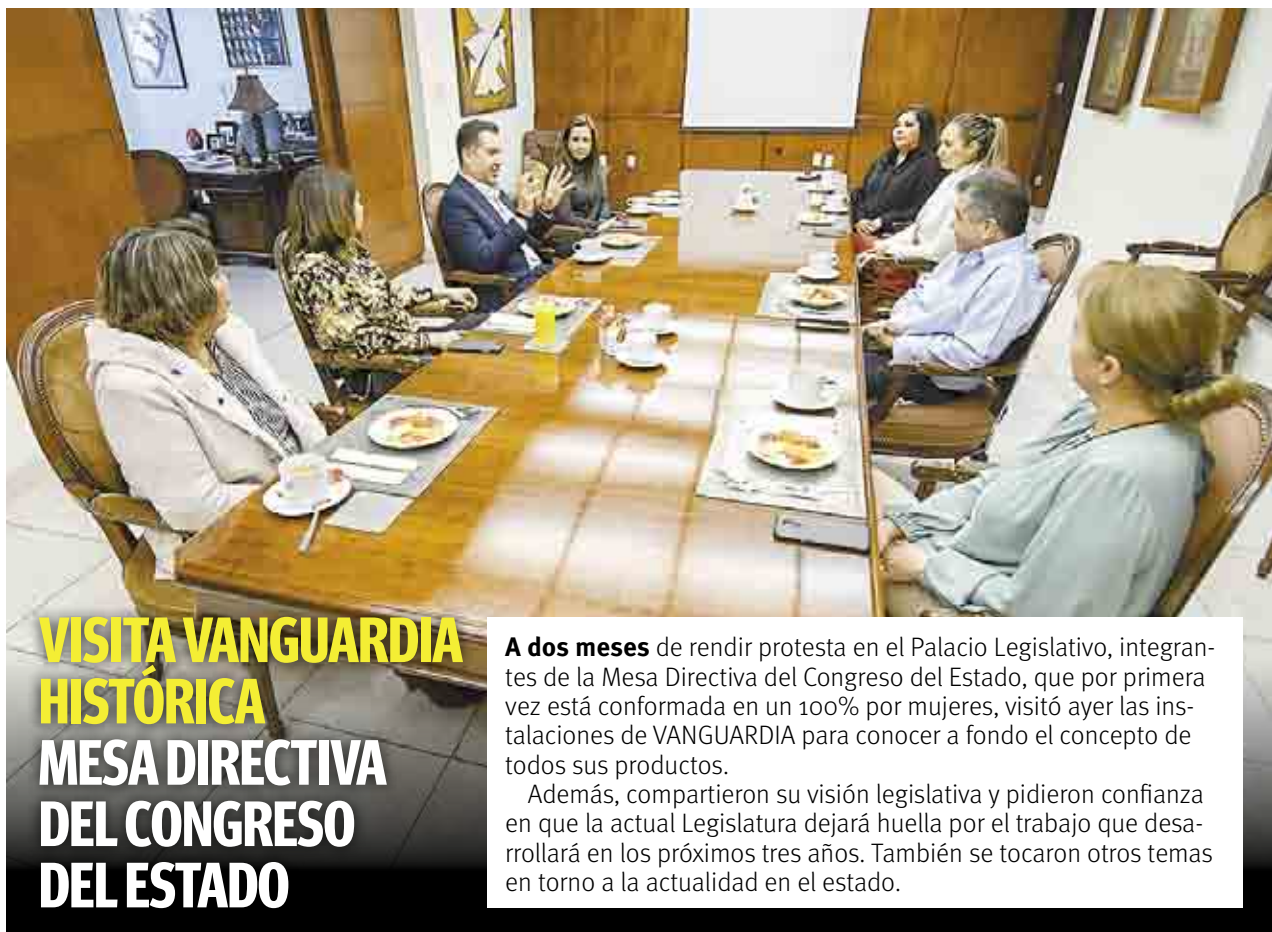 VISITA VANGUARDIA
HISTÓRICA
MESA DIRECTIVA
DEL CONGRESO
DEL ESTADO
A dos meses de rendir protesta en el Palacio Legislativo, integran-
tes de la Mesa Directiva del Congreso del Estado, que por primera
vez está conformada en un 100% por mujeres, visitó ayer las ins-
talaciones de VANGUARDIA para conocer a fondo el concepto de
todos sus productos.
Además, compartieron su visión legislativa y pidieron confianza
en que la actual Legislatura dejará huella por el trabajo que desa-
rrollará en los próximos tres años. También se tocaron otros temas
en torno a la actualidad en el estado.